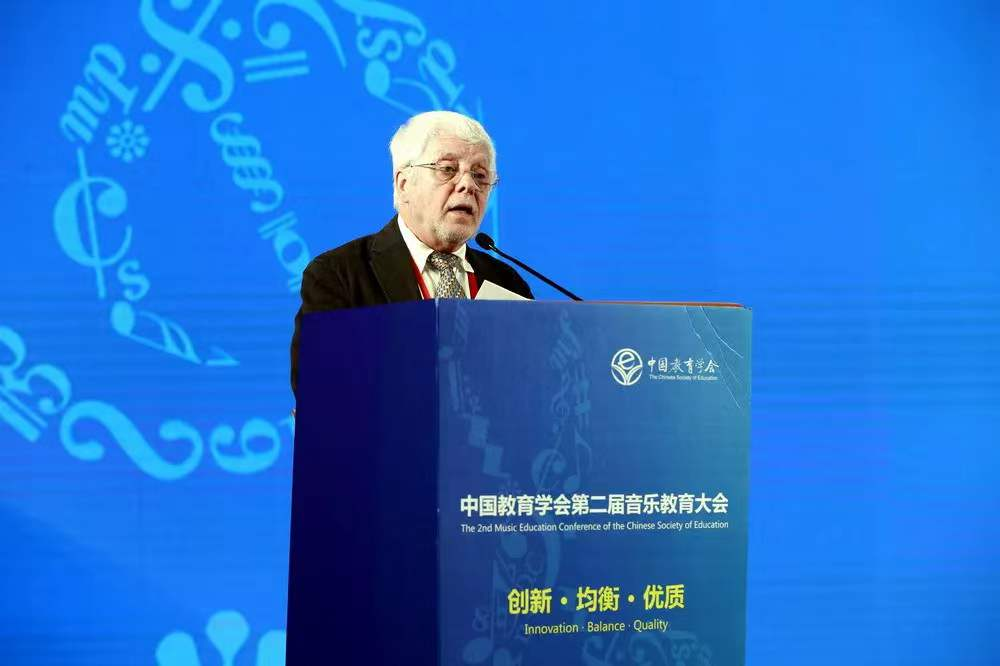 中国教育学会
The Chinese Society of Education
中国教育学会第二届音乐教育大会
The 2nd Music Education Conference of the Chinese Society of Education
创新·均衡·优质
Innovation · Balance · Quality